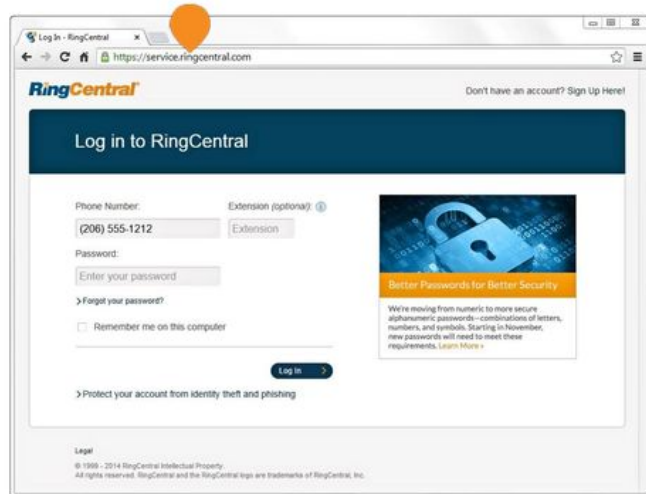 Log In - RingCentral
https://service.ringcentral.com
RingCentral
Don't have an account? Sign Up Here!
Log in to RingCentral
Phone Number:
Extension (optional):
(206) 555-1212
Extension
Password:
Enter your password
Forgot your password?
Remember me on this computer
Log In
Protect your account from identity theft and phishing
Better Passwords for Better Security
We're moving from numeric to more secure
alphanumeric passwords—combinations of letters,
numbers, and symbols. Starting in November,
new passwords will need to meet these
requirements. Learn More »
Legal
© 1999 - 2014 RingCentral Intellectual Property.
All rights reserved. RingCentral and the RingCentral logo are trademarks of RingCentral, Inc.